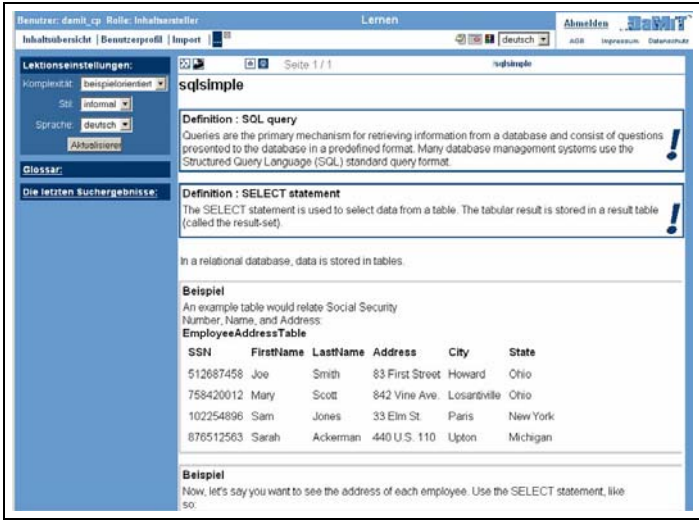 Benutzer: damit_cp Rolle: Inhaltsersteller
Lernen
Abmelden DaMiT
Inhaltsübersicht | Benutzerprofil | Import |
deutsch
AGB Impressum Datenschutz
Lektionseinstellungen:
Komplexität: beispielorientiert
Stil: informal
Sprache: deutsch
Aktualisieren
Glossar:
Die letzten Suchergebnisse:
Seite 1 / 1
sqlsimple
sqlsimple
Definition : SQL query
Queries are the primary mechanism for retrieving information from a database and consist of questions
presented to the database in a predefined format. Many database management systems use the
Structured Query Language (SQL) standard query format.
Definition : SELECT statement
The SELECT statement is used to select data from a table. The tabular result is stored in a result table
(called the result-set).
In a relational database, data is stored in tables.
Beispiel
An example table would relate Social Security
Number, Name, and Address:
EmployeeAddressTable
SSN FirstName LastName Address City State
512687458 Joe Smith 83 First Street Howard Ohio
758420012 Mary Scott 842 Vine Ave. Losantiville Ohio
102254896 Sam Jones 33 Elm St. Paris New York
876512563 Sarah Ackerman 440 U.S. 110 Upton Michigan
Beispiel
Now, let's say you want to see the address of each employee. Use the SELECT statement, like
so: